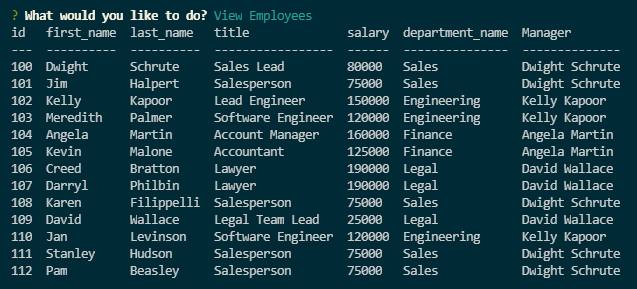 ? What would you like to do? View Employees
id   first_name  last_name  title              salary  department_name  Manager
---  ----------  ----------  -----------------  ------  ---------------  --------------
100  Dwight      Schrute     Sales Lead         80000   Sales            Dwight Schrute
101  Jim         Halpert     Salesperson        75000   Sales            Dwight Schrute
102  Kelly       Kapoor      Lead Engineer      150000  Engineering      Kelly Kapoor
103  Meredith    Palmer      Software Engineer  120000  Engineering      Kelly Kapoor
104  Angela      Martin      Account Manager    160000  Finance          Angela Martin
105  Kevin       Malone      Accountant         125000  Finance          Angela Martin
106  Creed       Bratton     Lawyer             190000  Legal            David Wallace
107  Darryl      Philbin     Lawyer             190000  Legal            David Wallace
108  Karen       Filippelli  Salesperson        75000   Sales            Dwight Schrute
109  David       Wallace     Legal Team Lead    25000   Legal            David Wallace
110  Jan         Levinson    Software Engineer  120000  Engineering      Kelly Kapoor
111  Stanley     Hudson      Salesperson        75000   Sales            Dwight Schrute
112  Pam         Beasley     Salesperson        75000   Sales            Dwight Schrute